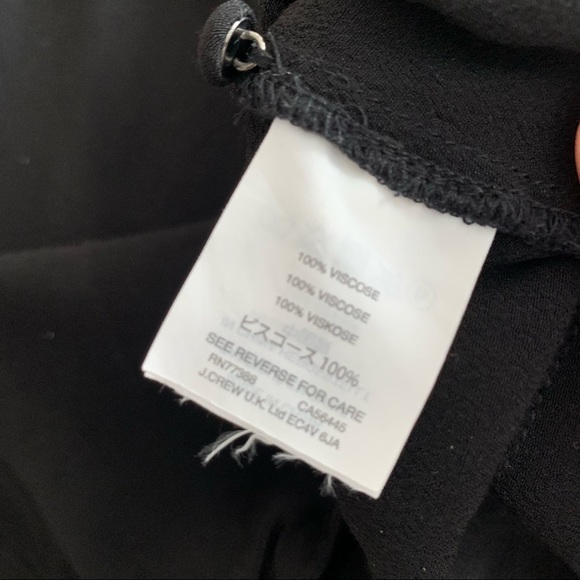 100% VISCOSE
100% VISCOSE
100% VISKOSE
ビスコース 100%
SEE REVERSE FOR CARE
RN77388 CA56445
J.CREW U.K. Ltd EC4V 6JA